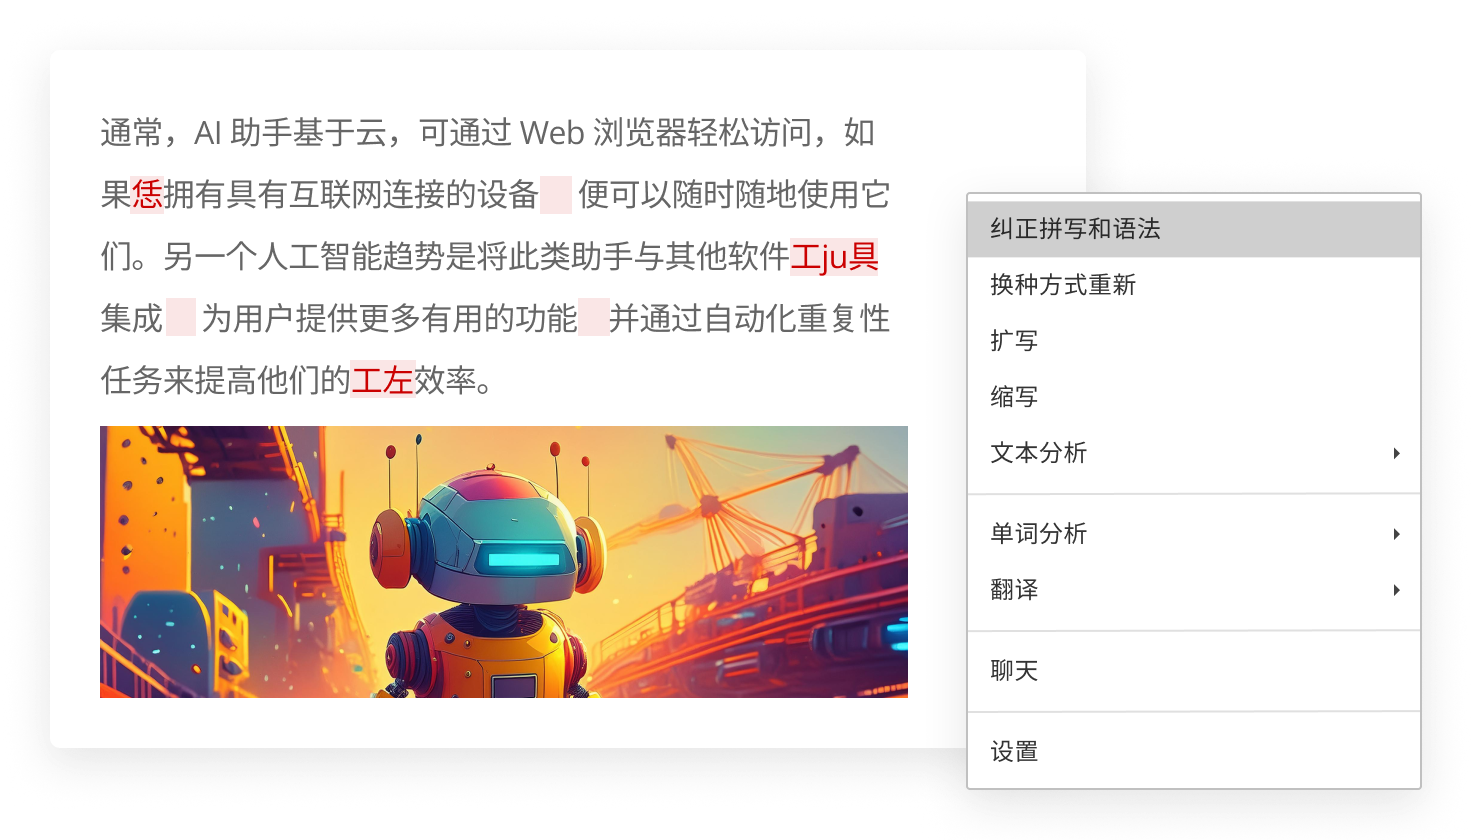 通常，AI 助手基于云，可通过 Web 浏览器轻松访问，如
果恁拥有具有互联网连接的设备 便可以随时随地使用它
们。另一个人工智能趋势是将此类助手与其他软件工ju具
集成 为用户提供更多有用的功能 并通过自动化重复性
任务来提高他们的工左效率。
纠正拼写和语法
换种方式重新
扩写
缩写
文本分析
单词分析
翻译
聊天
设置